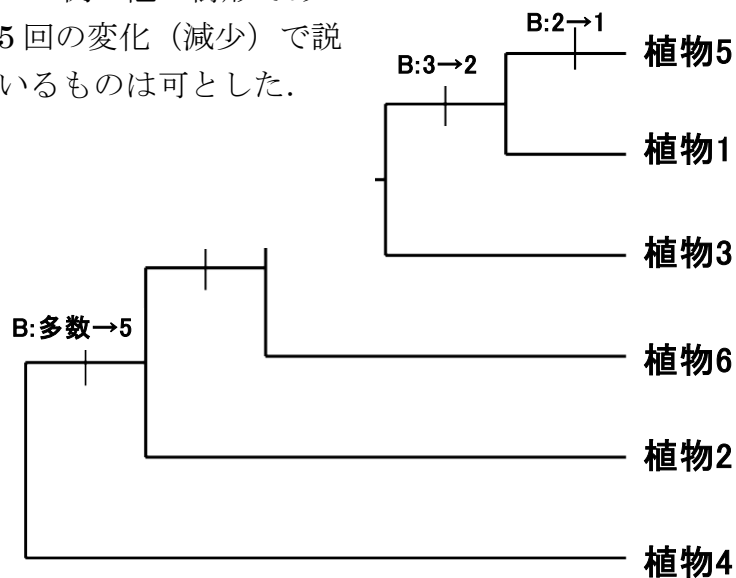 5 回の変化（減少）で説
いるものは可とした.
B:2→1
植物5
B:3→2
植物1
植物3
B:多数→5
植物6
植物2
植物4